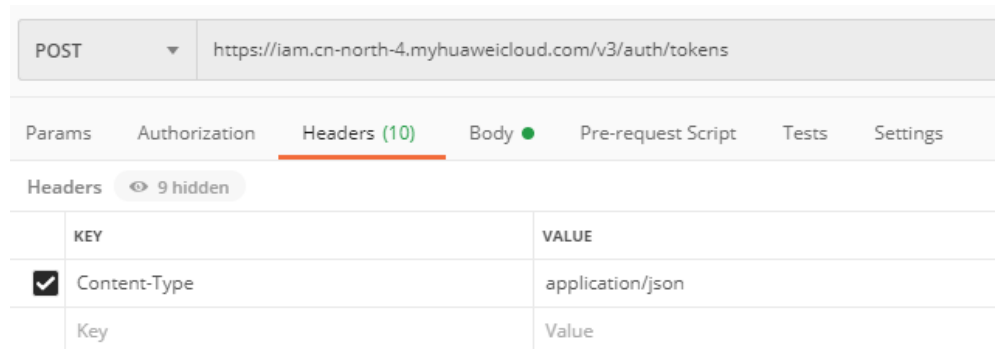 POST https://iam.cn-north-4.myhuaweicloud.com/v3/auth/tokens
Params Authorization Headers (10) Body Pre-request Script Tests Settings
Headers 9 hidden
KEY VALUE
Content-Type application/json
Key Value